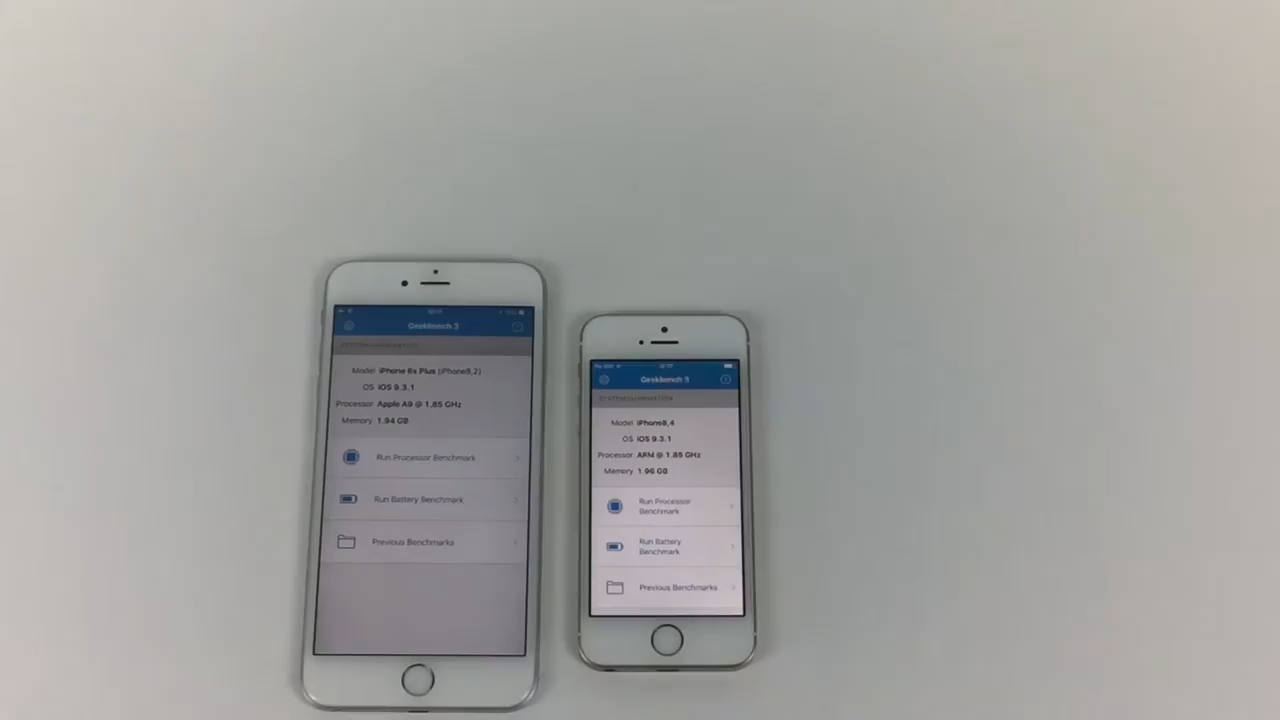 Geekbench 3
Model iPhone 6s Plus (iPhone8,2)
OS iOS 9.3.1
Processor Apple A9 @ 1.85 GHz
Memory 1.94 GB
Run Processor Benchmark
Run Battery Benchmark
Previous Benchmarks
Geekbench 3
Model iPhone8,4
OS iOS 9.3.1
Processor ARM @ 1.85 GHz
Memory 1.96 GB
Run Processor
Benchmark
Run Battery
Benchmark
Previous Benchmarks